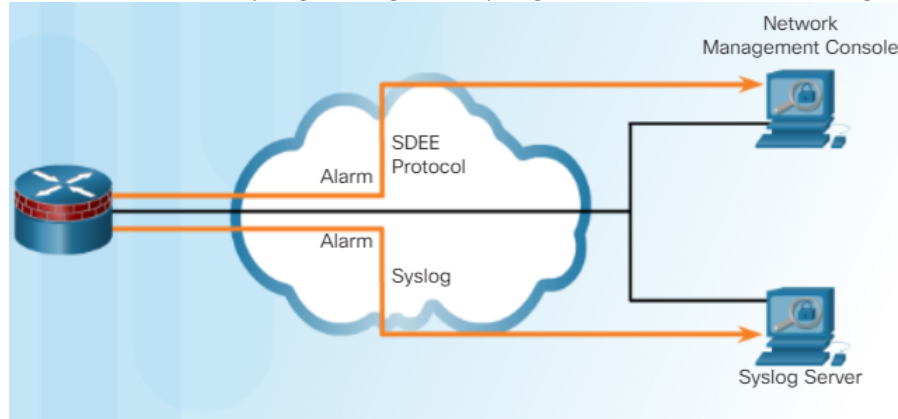 Network
Management Console
SDEE
Protocol
Alarm
Alarm
Syslog
Syslog Server